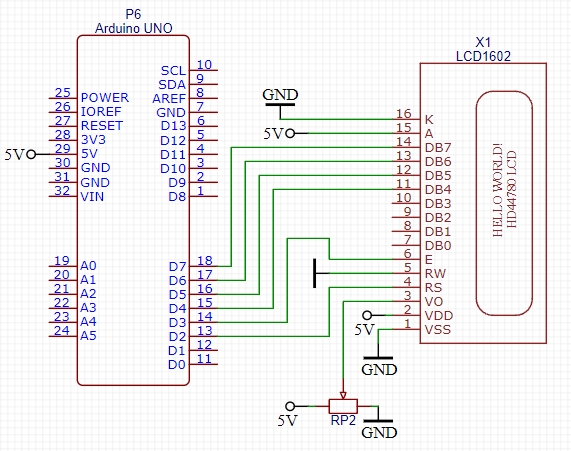 P6
Arduino UNO
SCL 10
SDA 9
25 POWER AREF 8
26 IOREF GND 7
27 RESET D13 6
28 3V3 D12 5
5V 29 5V D11 4
30 GND D10 3
31 GND D9 2
32 VIN D8 1
19 A0 D7 18
20 A1 D6 17
21 A2 D5 16
22 A3 D4 15
23 A4 D3 14
24 A5 D2 13
D1 12
D0 11
X1
LCD1602
GND
16 K
5V 15 A
14 DB7
13 DB6
12 DB5
11 DB4
10 DB3
9 DB2
8 DB1
7 DB0
6 E
5 RW
4 RS
3 VO
2 VDD
5V
1 VSS
GND
HELLO WORLD!
HD44780 LCD
5V
RP2
GND